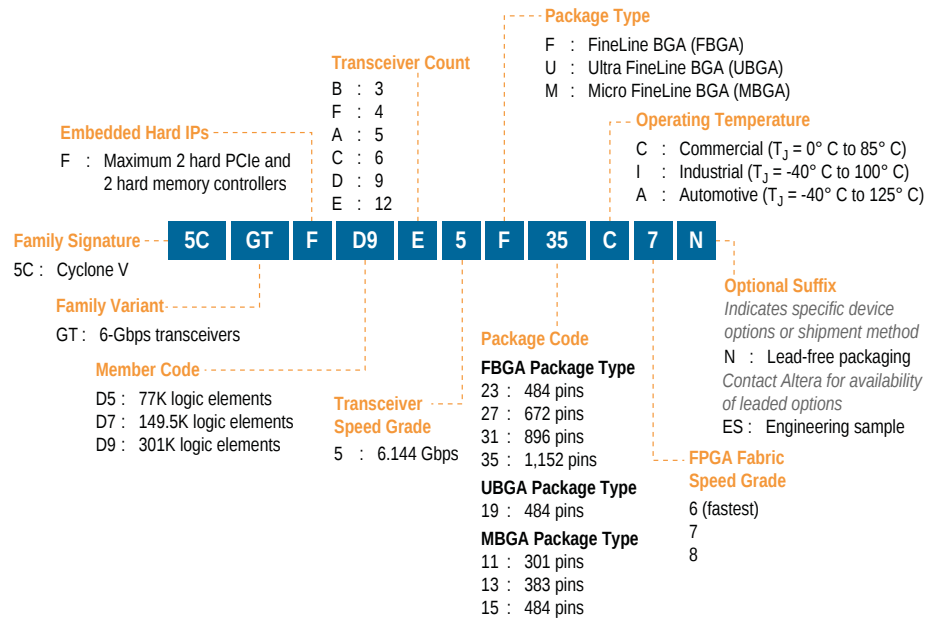 Package Type
F : FineLine BGA (FBGA)
U : Ultra FineLine BGA (UBGA)
M : Micro FineLine BGA (MBGA)
Transceiver Count
B : 3
F : 4
A : 5
C : 6
D : 9
E : 12
Operating Temperature
C : Commercial (TJ = 0° C to 85° C)
I : Industrial (TJ = -40° C to 100° C)
A : Automotive (TJ = -40° C to 125° C)
Embedded Hard IPs
F : Maximum 2 hard PCIe and
2 hard memory controllers
Family Signature
5C : Cyclone V
5C GT F D9 E 5 F 35 C 7 N
Family Variant
GT : 6-Gbps transceivers
Member Code
D5 : 77K logic elements
D7 : 149.5K logic elements
D9 : 301K logic elements
Transceiver
Speed Grade
5 : 6.144 Gbps
Package Code
FBGA Package Type
23 : 484 pins
27 : 672 pins
31 : 896 pins
35 : 1,152 pins
UBGA Package Type
19 : 484 pins
MBGA Package Type
11 : 301 pins
13 : 383 pins
15 : 484 pins
Optional Suffix
Indicates specific device
options or shipment method
N : Lead-free packaging
Contact Altera for availability
of leaded options
ES : Engineering sample
FPGA Fabric
Speed Grade
6 (fastest)
7
8